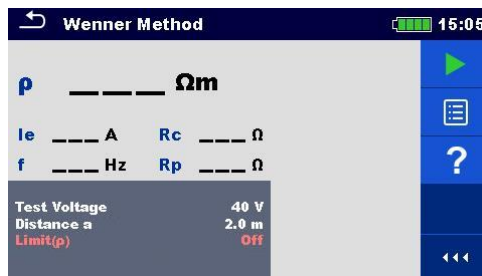 Wenner Method 15:05
ρ ___ Ωm
Ie ___ A Rc ___ Ω
f ___ Hz Rp ___ Ω
Test Voltage 40 V
Distance a 2.0 m
Limit(ρ) Off
?